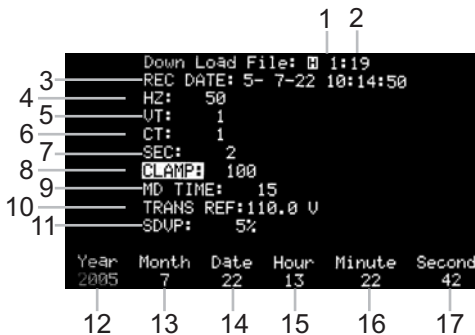 1 2
Down Load File: H 1:19
3 REC DATE: 5- 7-22 10:14:50
4 HZ: 50
5 VT: 1
6 CT: 1
7 SEC: 2
8 CLAMP: 100
9 MD TIME: 15
10 TRANS REF:110.0 V
11 SDVP: 5%
Year Month Date Hour Minute Second
2005 7 22 13 22 42
12 13 14 15 16 17